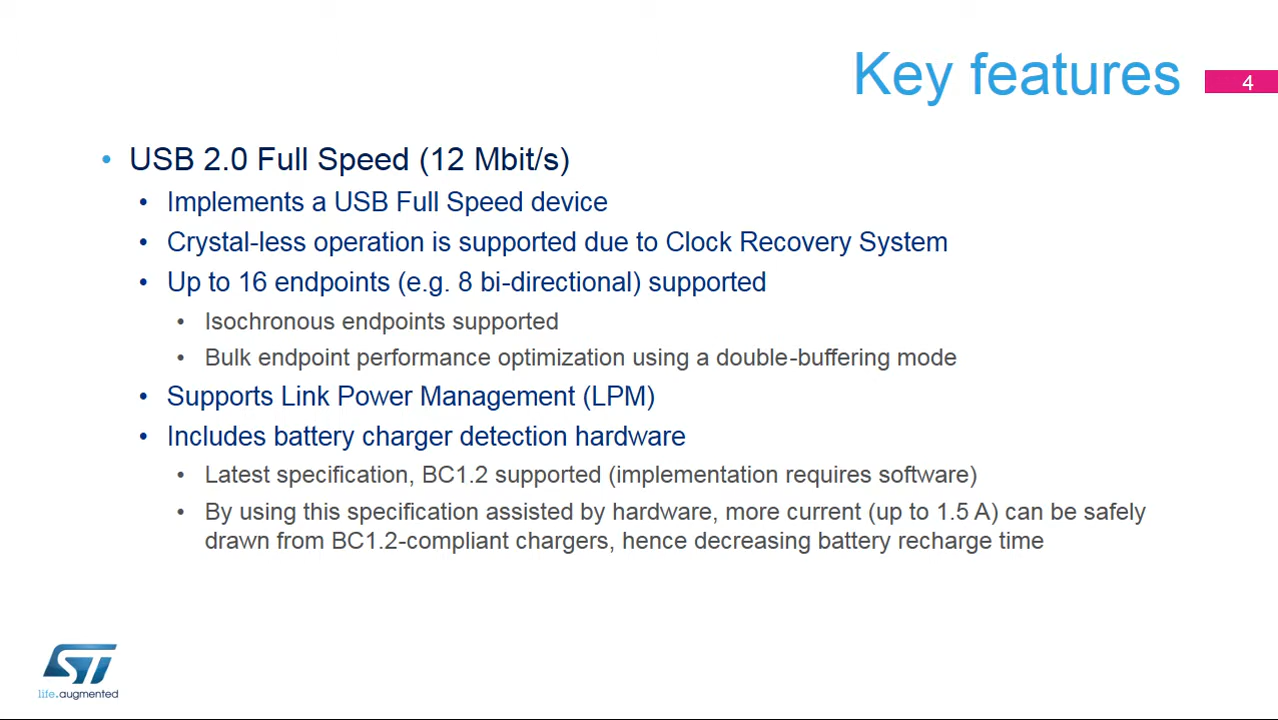 Key features
4
• USB 2.0 Full Speed (12 Mbit/s)
• Implements a USB Full Speed device
• Crystal-less operation is supported due to Clock Recovery System
• Up to 16 endpoints (e.g. 8 bi-directional) supported
• Isochronous endpoints supported
• Bulk endpoint performance optimization using a double-buffering mode
• Supports Link Power Management (LPM)
• Includes battery charger detection hardware
• Latest specification, BC1.2 supported (implementation requires software)
• By using this specification assisted by hardware, more current (up to 1.5 A) can be safely
drawn from BC1.2-compliant chargers, hence decreasing battery recharge time
ST
life.augmented